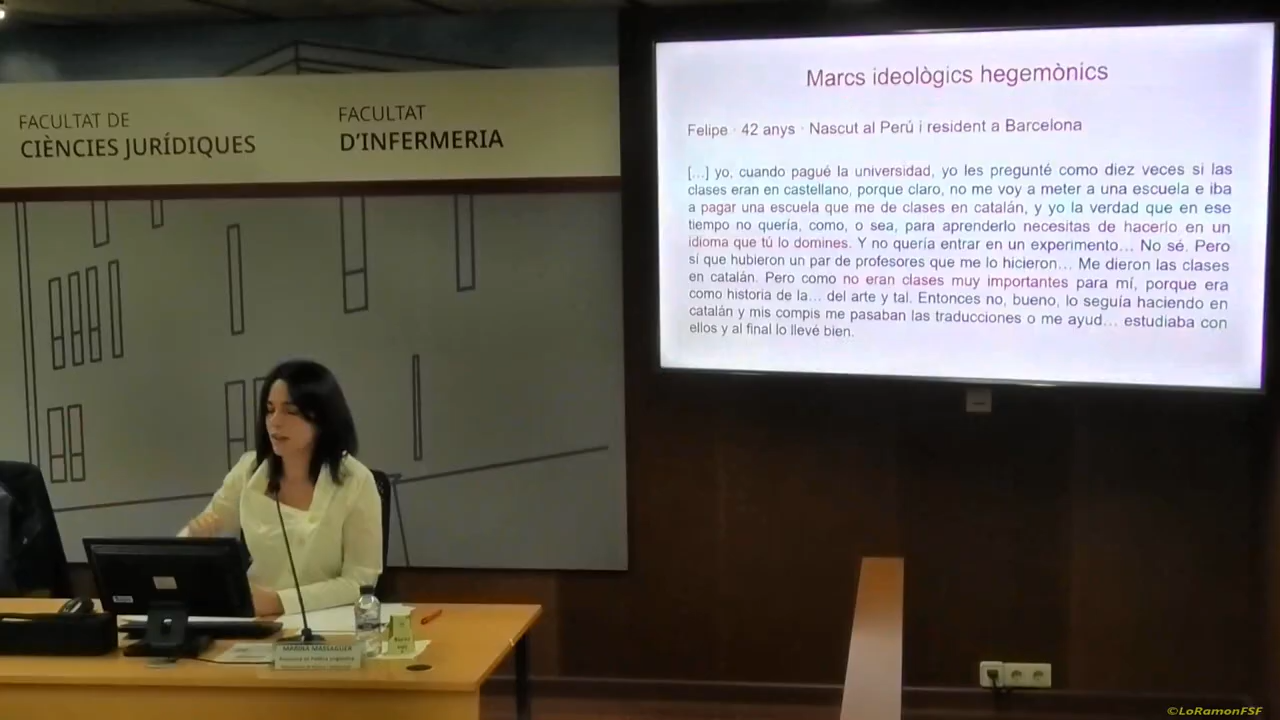 FACULTAT DE
CIÈNCIES JURÍDIQUES
FACULTAT
D'INFERMERIA
Marcs ideològics hegemònics
Felipe · 42 anys · Nascut al Perú i resident a Barcelona
[...] yo, cuando pagué la universidad, yo les pregunté como diez veces si las
clases eran en castellano, porque claro, no me voy a meter a una escuela e iba
a pagar una escuela que me de clases en catalán, y yo la verdad que en ese
tiempo no quería, como, o sea, para aprenderlo necesitas de hacerlo en un
idioma que tú lo domines. Y no quería entrar en un experimento... No sé. Pero
sí que hubieron un par de profesores que me lo hicieron... Me dieron las clases
en catalán. Pero como no eran clases muy importantes para mí, porque era
como historia de la... del arte y tal. Entonces no, bueno, lo seguía haciendo en
catalán y mis compis me pasaban las traducciones o me ayud... estudiaba con
ellos y al final lo llevé bien.
MARINA MASSAGUER
©LoRamonFSF